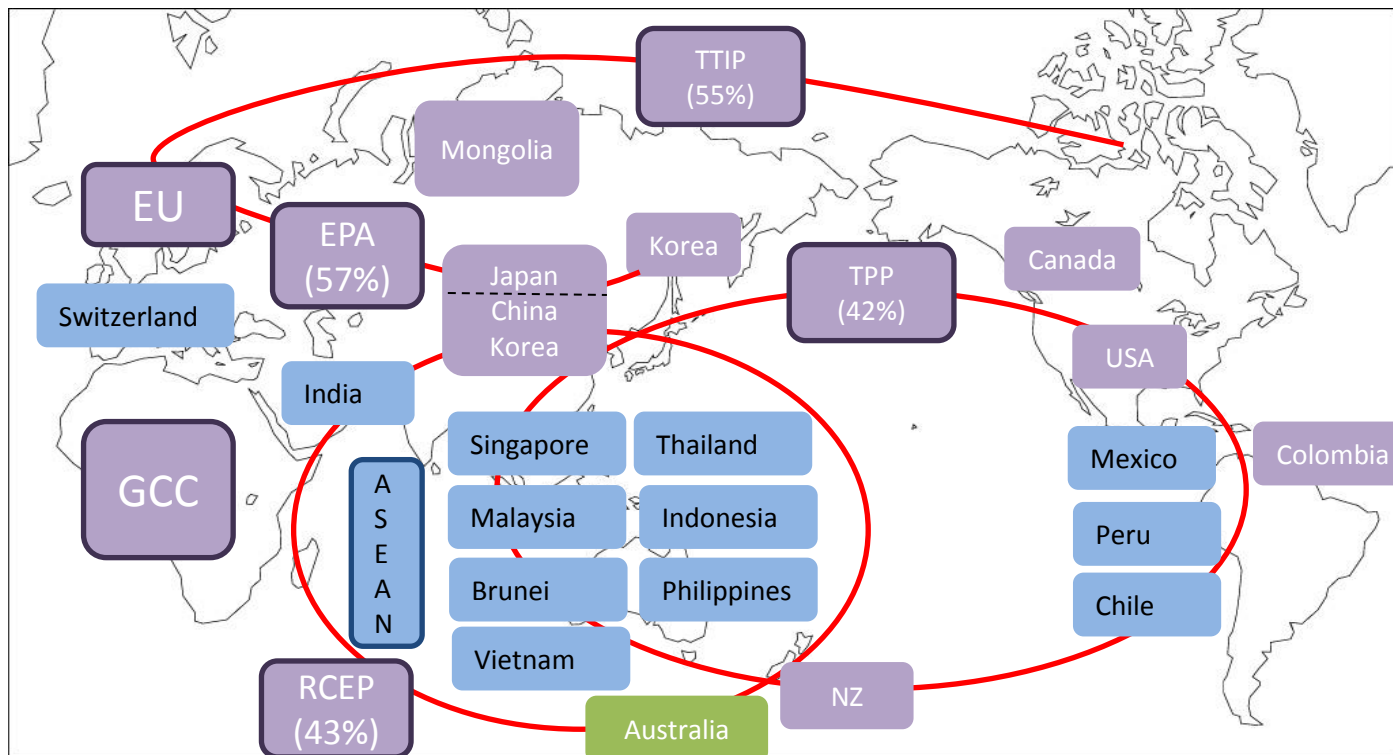 TTIP
(55%)
Mongolia
EU
EPA
(57%)
Korea
Japan
China
Korea
TPP
(42%)
Canada
Switzerland
USA
India
Singapore
Thailand
Mexico
Colombia
GCC
A
S
E
A
N
Malaysia
Indonesia
Peru
Brunei
Philippines
Chile
Vietnam
RCEP
(43%)
NZ
Australia